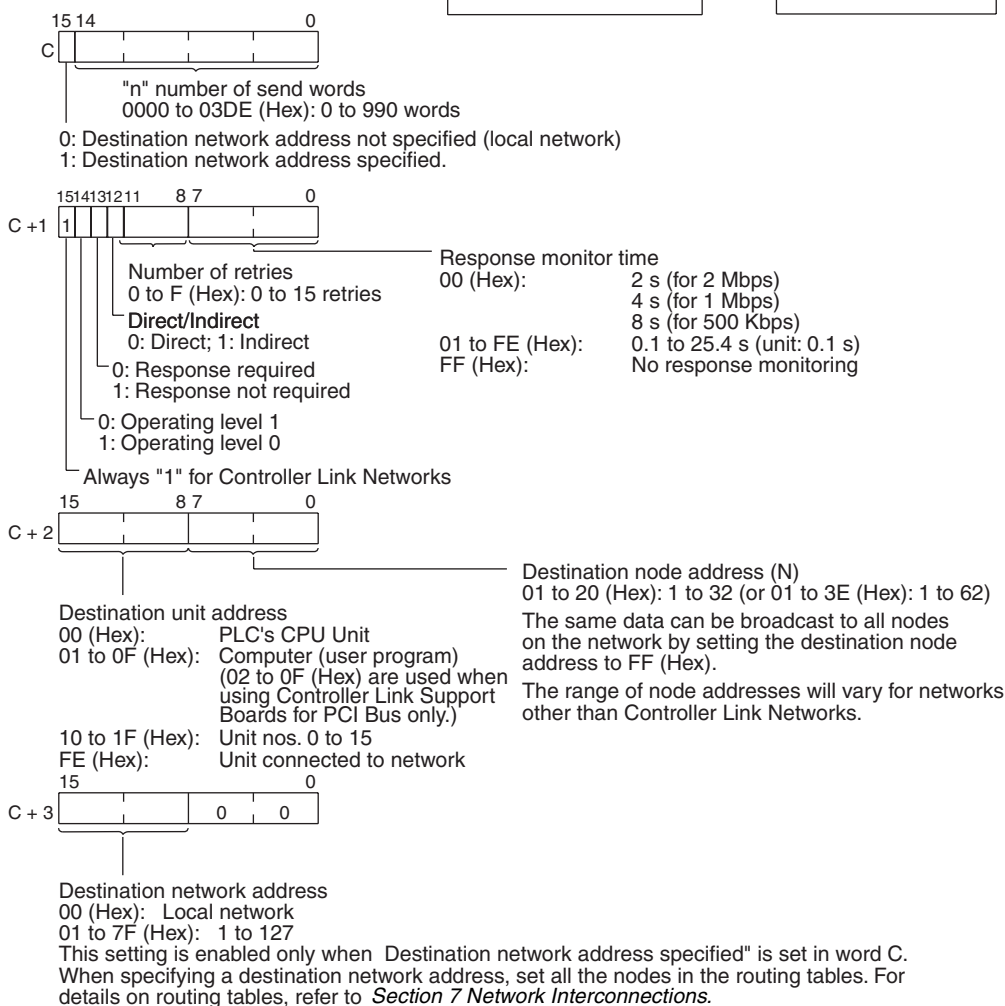 15 14 0
C
"n" number of send words
0000 to 03DE (Hex): 0 to 990 words
0: Destination network address not specified (local network)
1: Destination network address specified.
15 14 13 12 11 8 7 0
C +1 1
Number of retries
0 to F (Hex): 0 to 15 retries
Direct/Indirect
0: Direct; 1: Indirect
0: Response required
1: Response not required
0: Operating level 1
1: Operating level 0
Always "1" for Controller Link Networks
Response monitor time
00 (Hex): 2 s (for 2 Mbps)
4 s (for 1 Mbps)
8 s (for 500 Kbps)
01 to FE (Hex): 0.1 to 25.4 s (unit: 0.1 s)
FF (Hex): No response monitoring
15 8 7 0
C + 2
Destination unit address
00 (Hex): PLC's CPU Unit
01 to 0F (Hex): Computer (user program)
(02 to 0F (Hex) are used when
using Controller Link Support
Boards for PCI Bus only.)
10 to 1F (Hex): Unit nos. 0 to 15
FE (Hex): Unit connected to network
Destination node address (N)
01 to 20 (Hex): 1 to 32 (or 01 to 3E (Hex): 1 to 62)
The same data can be broadcast to all nodes
on the network by setting the destination node
address to FF (Hex).
The range of node addresses will vary for networks
other than Controller Link Networks.
15 0
C + 3 0 0
Destination network address
00 (Hex): Local network
01 to 7F (Hex): 1 to 127
This setting is enabled only when Destination network address specified" is set in word C.
When specifying a destination network address, set all the nodes in the routing tables. For
details on routing tables, refer to Section 7 Network Interconnections.